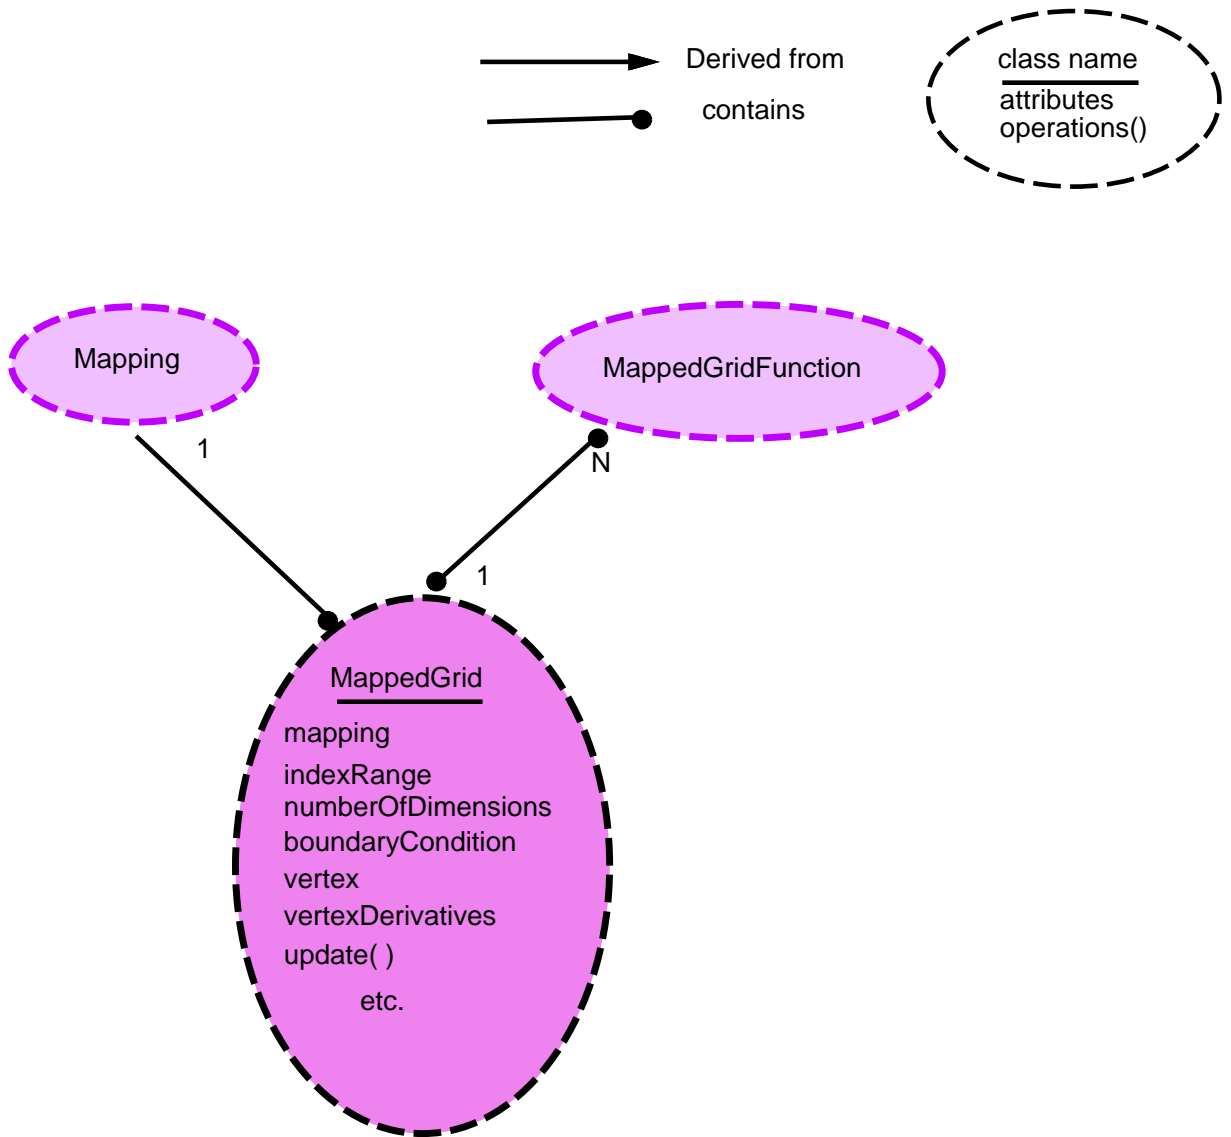 Derived from
contains
class name
attributes
operations()
Mapping
MappedGridFunction
1
N
1
MappedGrid
mapping
indexRange
numberOfDimensions
boundaryCondition
vertex
vertexDerivatives
update( )
etc.